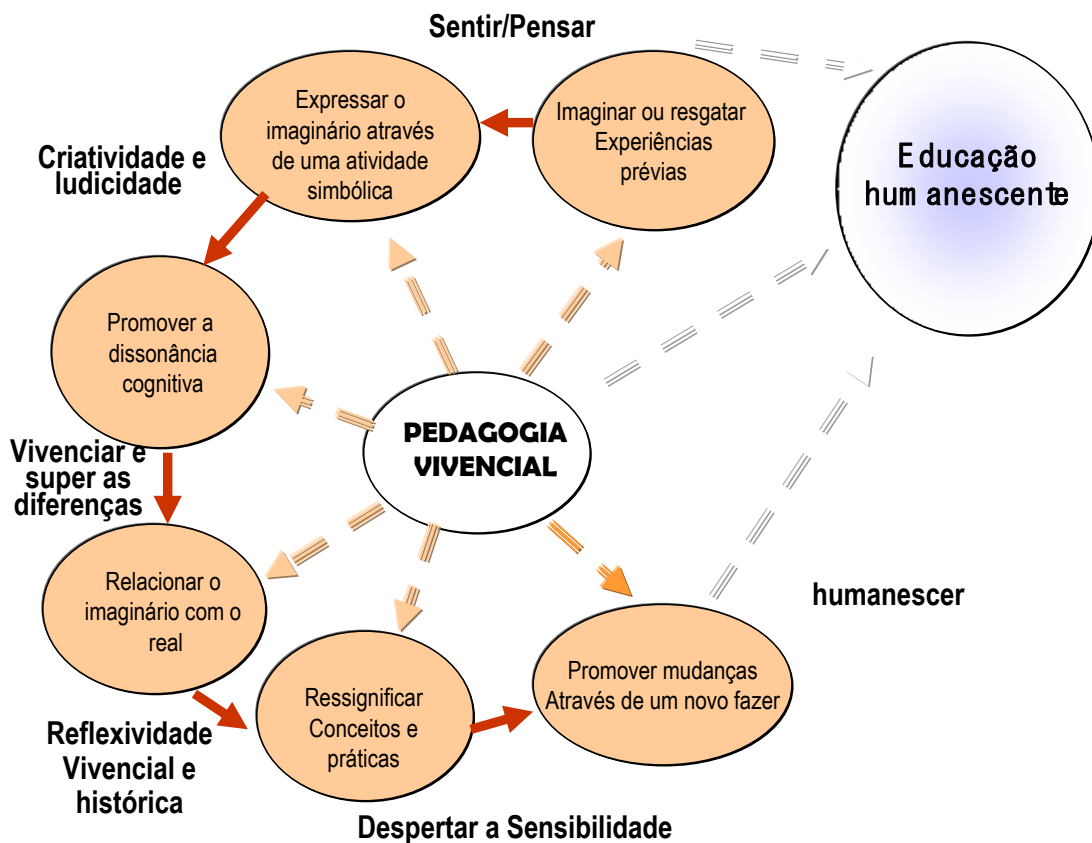 Sentir/Pensar
Expressar o
imaginário através
de uma atividade
simbólica
Imaginar ou resgatar
Experiências
prévias
Educação
humanescente
Criatividade e
ludicidade
Promover a
dissonância
cognitiva
PEDAGOGIA
VIVENCIAL
Vivenciar e
super as
diferenças
Relacionar o
imaginário com o
real
humanescer
Promover mudanças
Através de um novo fazer
Ressignificar
Conceitos e
práticas
Reflexividade
Vivencial e
histórica
Despertar a Sensibilidade